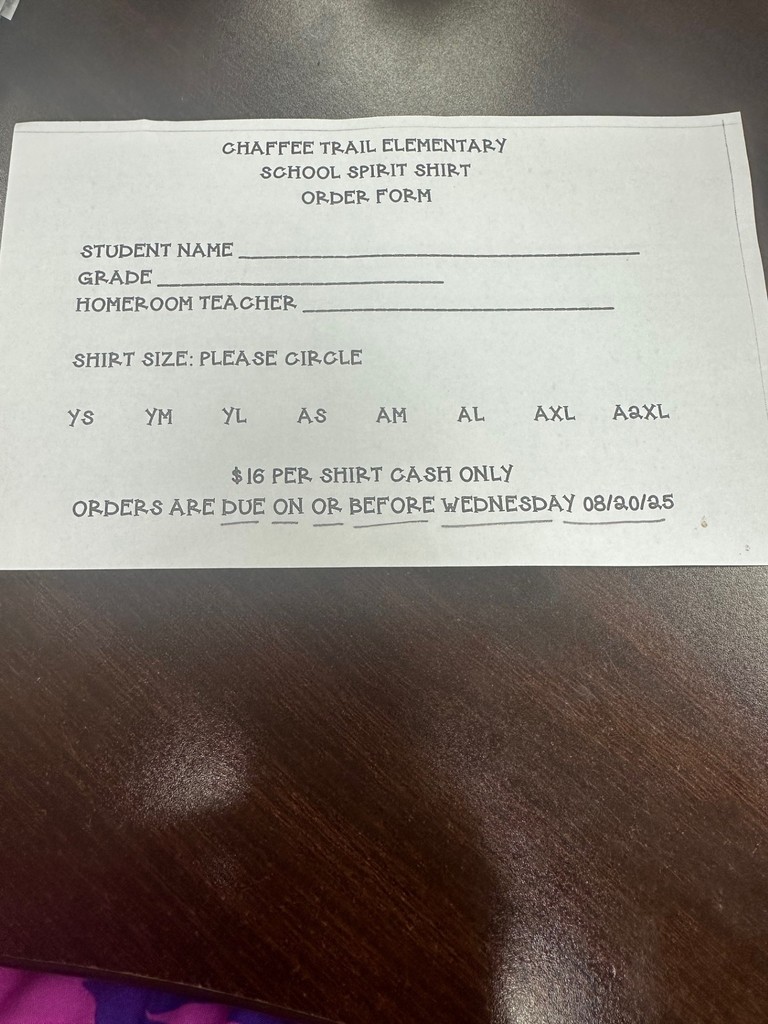 CHAFFEE TRAIL ELEMENTARY
SCHOOL SPIRIT SHIRT
ORDER FORM
STUDENT NAME
GRADE
HOMEROOM TEACHER
SHIRT SIZE: PLEASE CIRCLE
YS YM YL AS AM AL AXL A2XL
$16 PER SHIRT CASH ONLY
ORDERS ARE DUE ON OR BEFORE WEDNESDAY 08/20/25